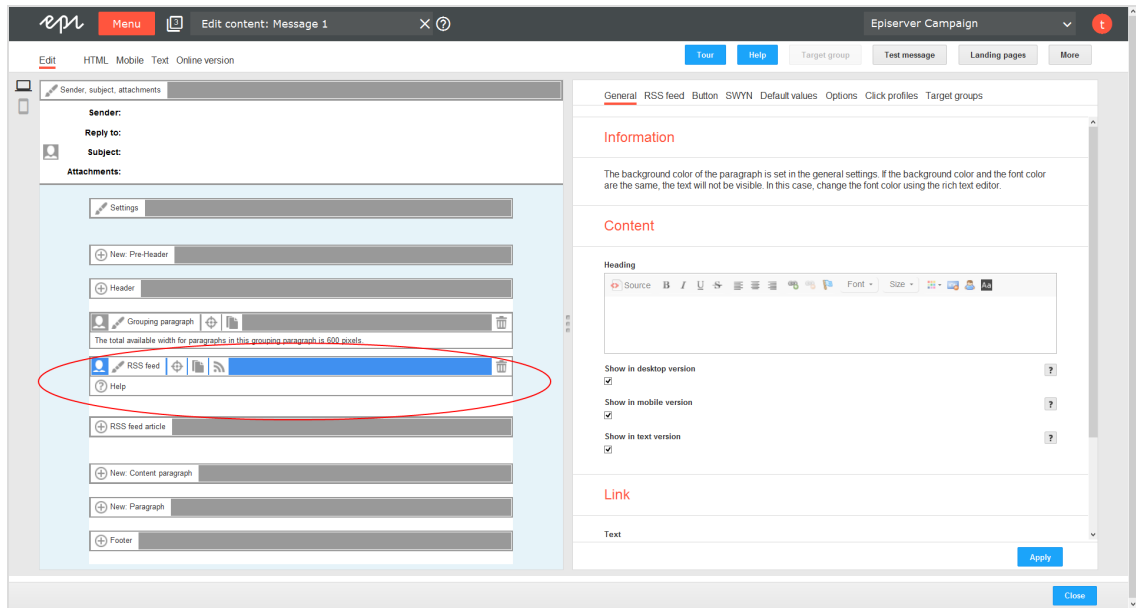 epi Menu 3 Edit content: Message 1 Episerver Campaign t
Edit HTML Mobile Text Online version Tour Help Target group Test message Landing pages More
Sender, subject, attachments
Sender:
Reply to:
Subject:
Attachments:
Settings
New: Pre-Header
Header
Grouping paragraph
The total available width for paragraphs in this grouping paragraph is 600 pixels.
RSS feed
? Help
RSS feed article
New: Content paragraph
New: Paragraph
Footer
General RSS feed Button SWYN Default values Options Click profiles Target groups
Information
The background color of the paragraph is set in the general settings. If the background color and the font color
are the same, the text will not be visible. In this case, change the font color using the rich text editor.
Content
Heading
Source B I U S Font Size Aa
Show in desktop version ?
Show in mobile version ?
Show in text version ?
Link
Text
Apply
Close